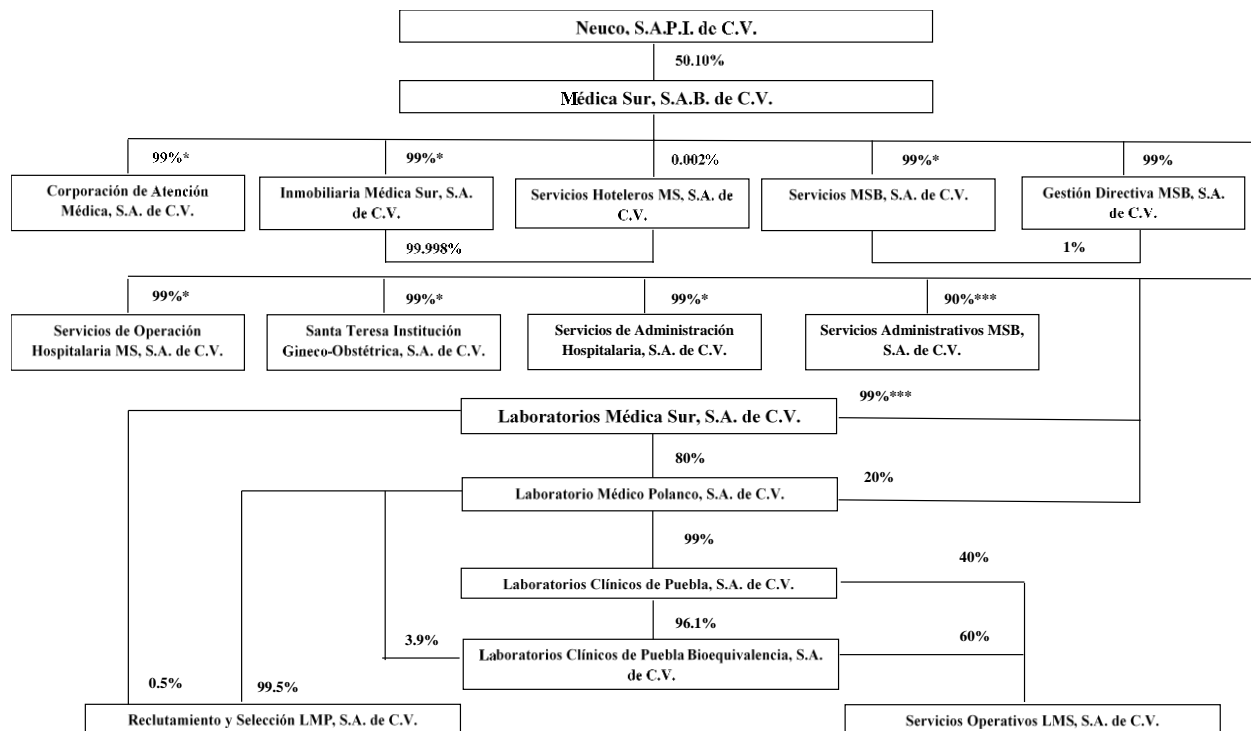 Neuco, S.A.P.I. de C.V.
50.10%
Médica Sur, S.A.B. de C.V.
99%*
99%*
0.002%
99%*
99%
Corporación de Atención
Médica, S.A. de C.V.
Inmobiliaria Médica Sur, S.A.
de C.V.
Servicios Hoteleros MS, S.A. de
C.V.
Servicios MSB, S.A. de C.V.
Gestión Directiva MSB, S.A.
de C.V.
99.998%
1%
99%*
99%*
99%*
90%***
Servicios de Operación
Hospitalaria MS, S.A. de C.V.
Santa Teresa Institución
Gineco-Obstétrica, S.A. de C.V.
Servicios de Administración
Hospitalaria, S.A. de C.V.
Servicios Administrativos MSB,
S.A. de C.V.
99%***
Laboratorios Médica Sur, S.A. de C.V.
80%
20%
Laboratorio Médico Polanco, S.A. de C.V.
99%
40%
Laboratorios Clínicos de Puebla, S.A. de C.V.
96.1%
3.9%
60%
Laboratorios Clínicos de Puebla Bioequivalencia, S.A.
de C.V.
0.5%
99.5%
Reclutamiento y Selección LMP, S.A. de C.V.
Servicios Operativos LMS, S.A. de C.V.